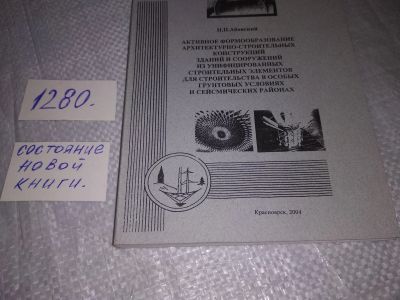 Н.П.Абовский
АКТИВНОЕ ФОРМООБРАЗОВАНИЕ
АРХИТЕКТУРНО-СТРОИТЕЛЬНЫХ
КОНСТРУКЦИЙ
ЗДАНИЙ И СООРУЖЕНИЙ
ИЗ УНИФИЦИРОВАННЫХ
СТРОИТЕЛЬНЫХ ЭЛЕМЕНТОВ
ДЛЯ СТРОИТЕЛЬСТВА В ОСОБЫХ
ГРУНТОВЫХ УСЛОВИЯХ
И СЕЙСМИЧЕСКИХ РАЙОНАХ
Красноярск, 2004
1280.
состояние
новой
книги.